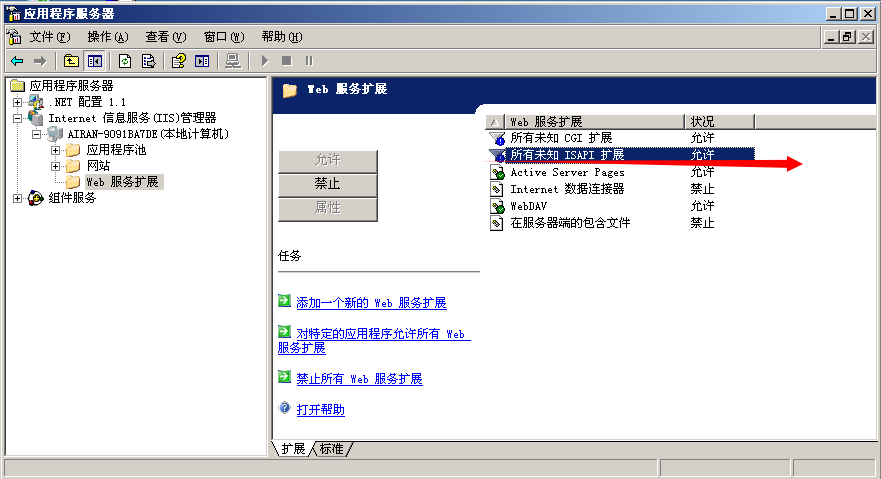 应用程序服务器
文件(F) 操作(A) 查看(V) 窗口(W) 帮助(H)
应用程序服务器
.NET 配置 1.1
Internet 信息服务(IIS)管理器
AIRAN-9091BA7DE(本地计算机)
应用程序池
网站
Web 服务扩展
组件服务
Web 服务扩展
允许
禁止
属性
任务
添加一个新的 Web 服务扩展
对特定的应用程序允许所有 Web
服务扩展
禁止所有 Web 服务扩展
打开帮助
Web 服务扩展 状况
所有未知 CGI 扩展 允许
所有未知 ISAPI 扩展 允许
Active Server Pages 允许
Internet 数据连接器 禁止
WebDAV 允许
在服务器端的包含文件 禁止
扩展 标准